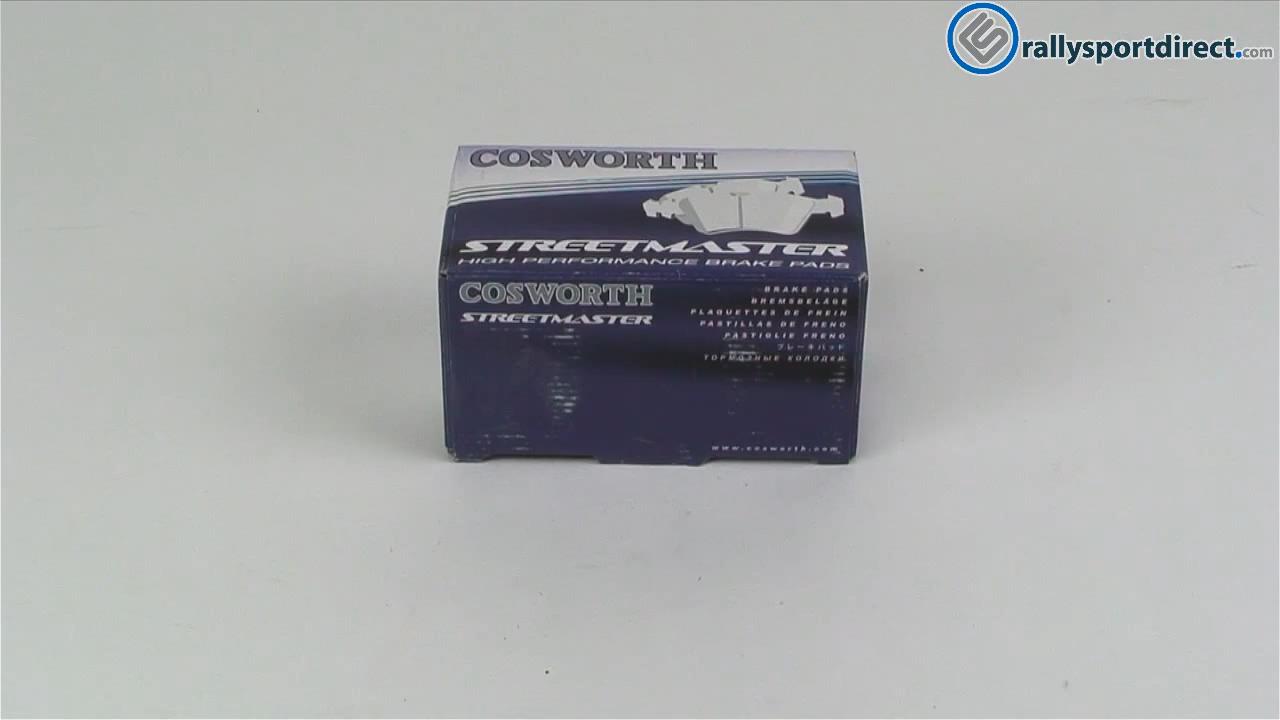 rallysportdirect.com
COSWORTH
STREETMASTER
HIGH PERFORMANCE BRAKE PADS
COSWORTH
STREETMASTER
BRAKE PADS
BREMSBELÄGE
PLAQUETTES DE FREIN
PASTILLAS DE FRENO
PASTIGLIE FRENO
ブレーキパッド
ТОРМОЗНЫЕ КОЛОДКИ
www.cosworth.com